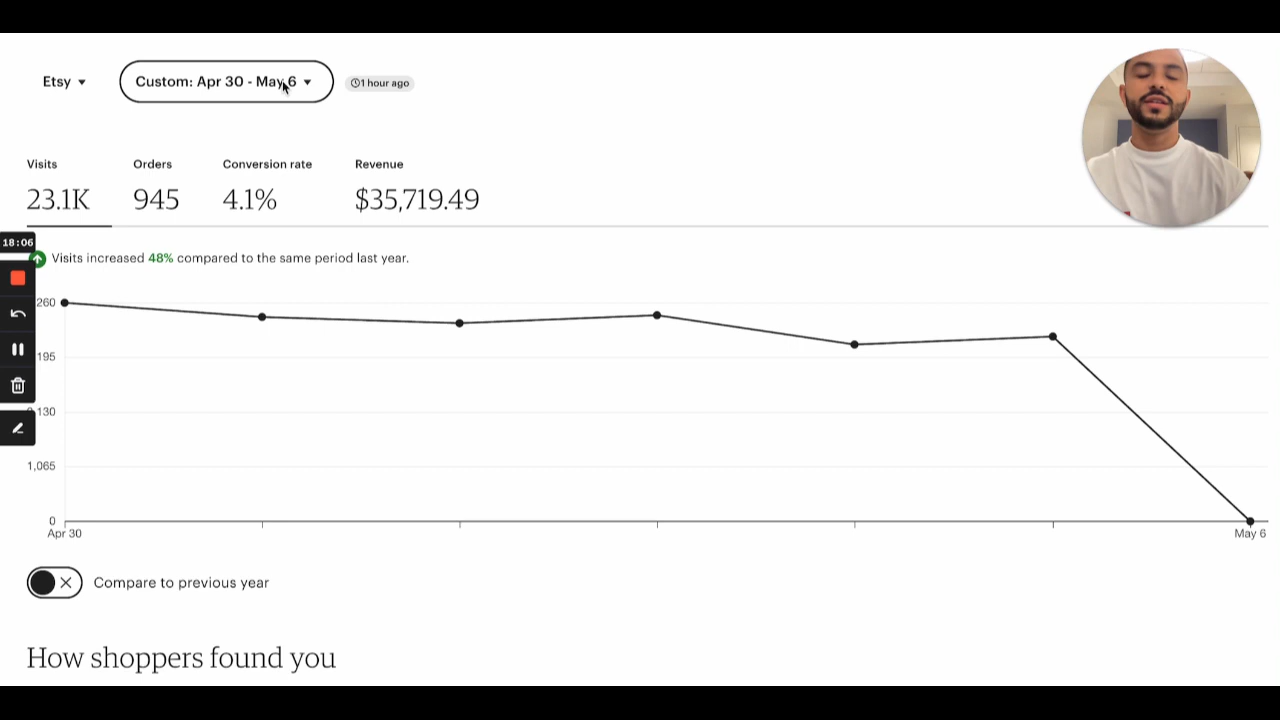 Etsy
Custom: Apr 30 - May 6
1 hour ago
Visits
Orders
Conversion rate
Revenue
23.1K
945
4.1%
$35,719.49
18:06
Visits increased 48% compared to the same period last year.
260
195
130
1,065
0
Apr 30
May 6
Compare to previous year
How shoppers found you